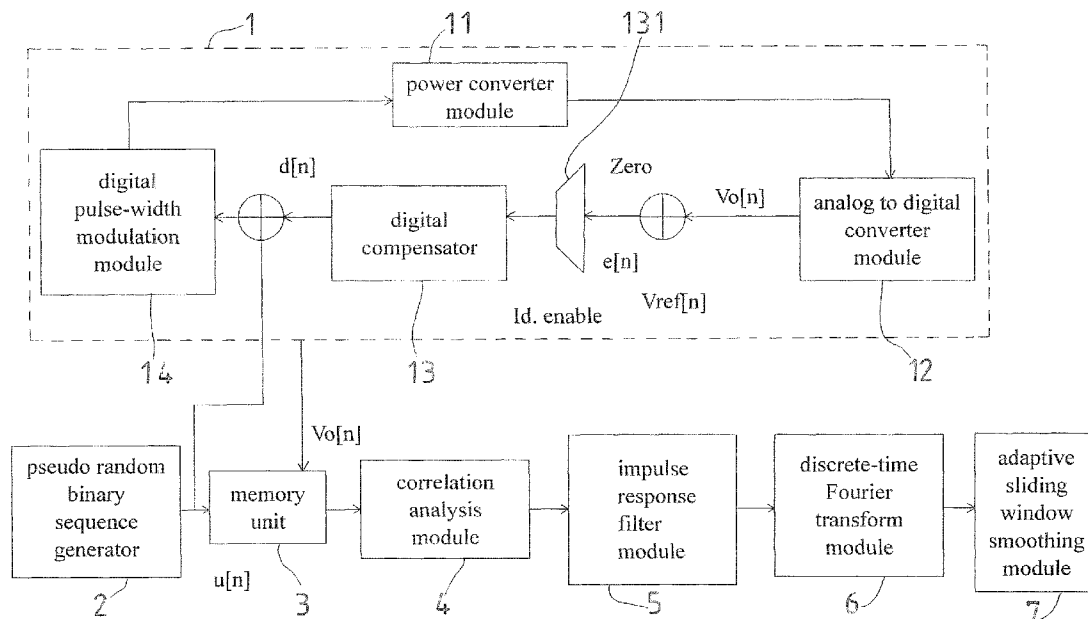 1
11
131
power converter
module
d[n]
Zero
digital
pulse-width
modulation
module
digital
compensator
Vo[n]
analog to digital
converter
module
e[n]
Vref[n]
Id. enable
14
13
12
Vo[n]
pseudo random
binary
sequence
generator
memory
unit
correlation
analysis
module
impulse
response
filter
module
discrete-time
Fourier
transform
module
adaptive
sliding
window
smoothing
module
u[n]
2
3
4
5
6
7